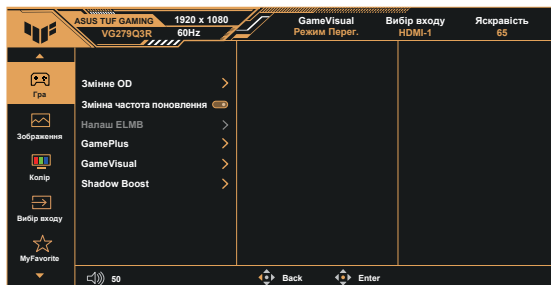 ASUS TUF GAMING 1920 x 1080
VG279Q3R 60Hz
GameVisual
Режим Перег.
Вибір входу
HDMI-1
Яскравість
65
Гра
Зображення
Колір
Вибір входу
MyFavorite
Змінне OD
Змінна частота поновлення
Налаш ELMB
GamePlus
GameVisual
Shadow Boost
50
Back
Enter